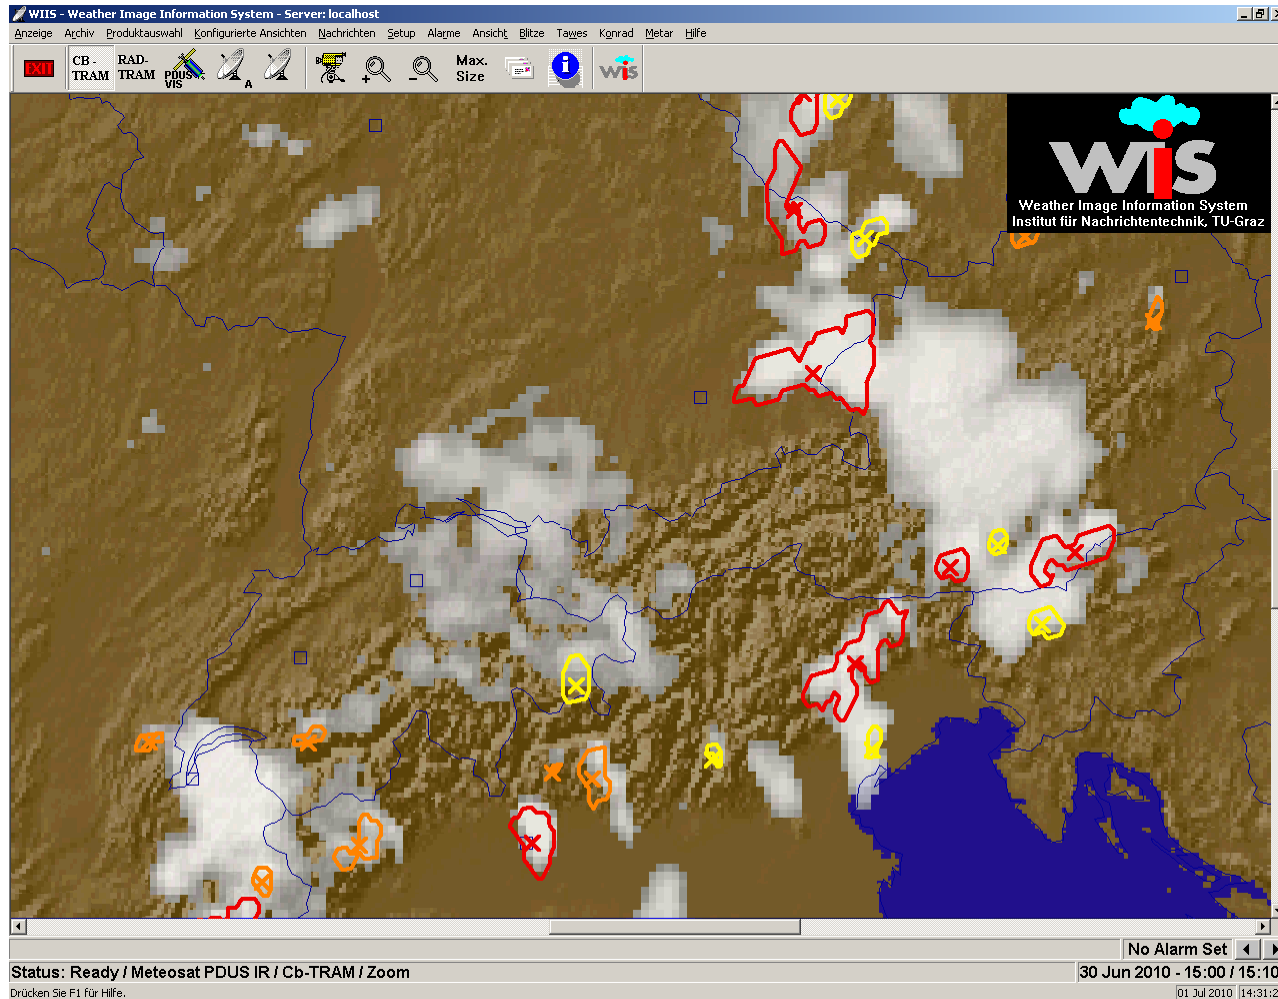 WIIS - Weather Image Information System - Server: localhost
Anzeige Archiv Produktauswahl Konfigurierte Ansichten Nachrichten Setup Alarme Ansicht Blitze Tawes Konrad Metar Hilfe
EXIT CB - TRAM RAD- TRAM PDUS VIS A Max. Size i wis
WiS
Weather Image Information System
Institut für Nachrichtentechnik, TU-Graz
No Alarm Set
Status: Ready / Meteosat PDUS IR / Cb-TRAM / Zoom 30 Jun 2010 - 15:00 / 15:10
Drücken Sie F1 für Hilfe. 01 Jul 2010 14:31:2